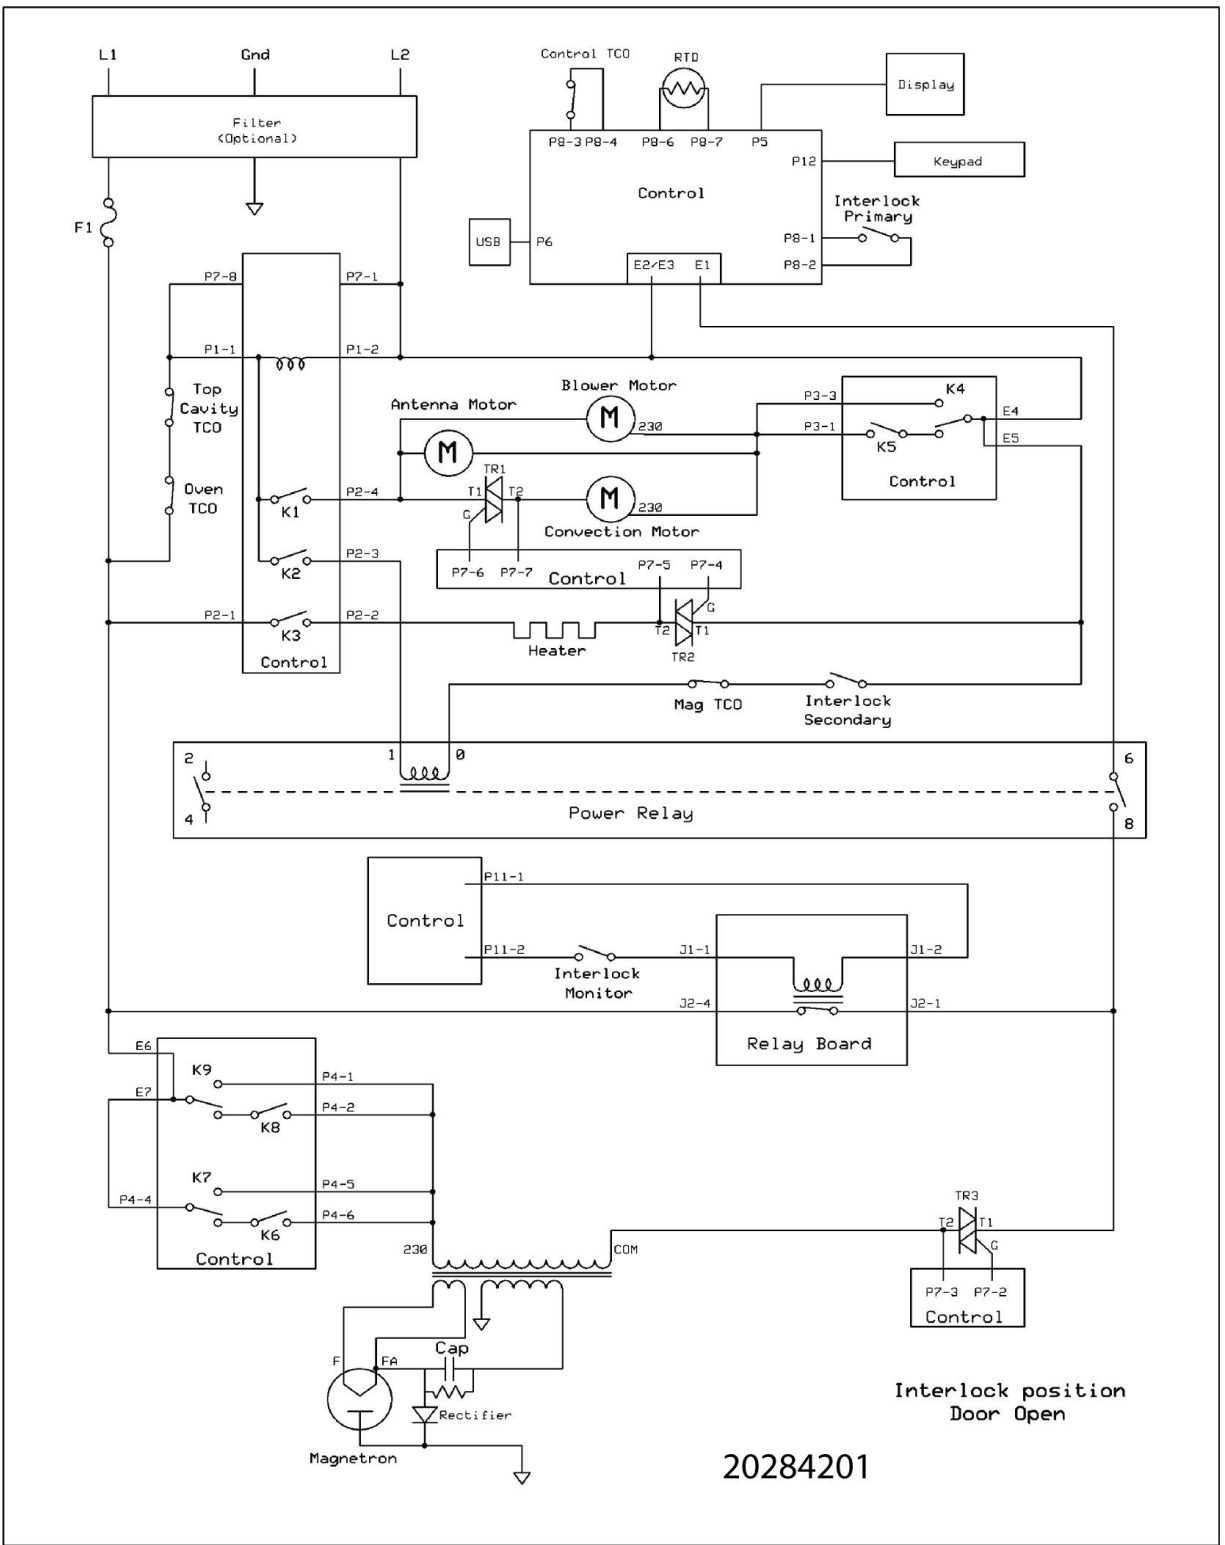 L1
Gnd
L2
Filter
(Optional)
F1
Control TCO
RTD
Display
P8-3
P8-4
P8-6
P8-7
P5
P12
Keypad
Control
Interlock
Primary
USB
P6
P8-1
P8-2
E2/E3
E1
P7-8
P7-1
P1-1
P1-2
Top
Cavity
TCO
Oven
TCO
Blower Motor
Antenna Motor
M
230
M
P3-3
K4
E4
P3-1
K5
E5
Control
TR1
T1
T2
G
M
230
Convection Motor
K1
P2-4
K2
P2-3
P7-6
P7-7
Control
P7-5
P7-4
P2-1
K3
P2-2
Control
Heater
G
T2
T1
TR2
Mag TCO
Interlock
Secondary
2
1
0
6
4
Power Relay
8
Control
P11-1
P11-2
Interlock
Monitor
J1-1
J1-2
J2-4
J2-1
Relay Board
E6
K9
P4-1
E7
P4-2
K8
K7
P4-5
P4-4
P4-6
K6
Control
230
COM
TR3
T2
T1
G
P7-3
P7-2
Control
F
FA
Cap
Rectifier
Magnetron
Interlock position
Door Open
20284201